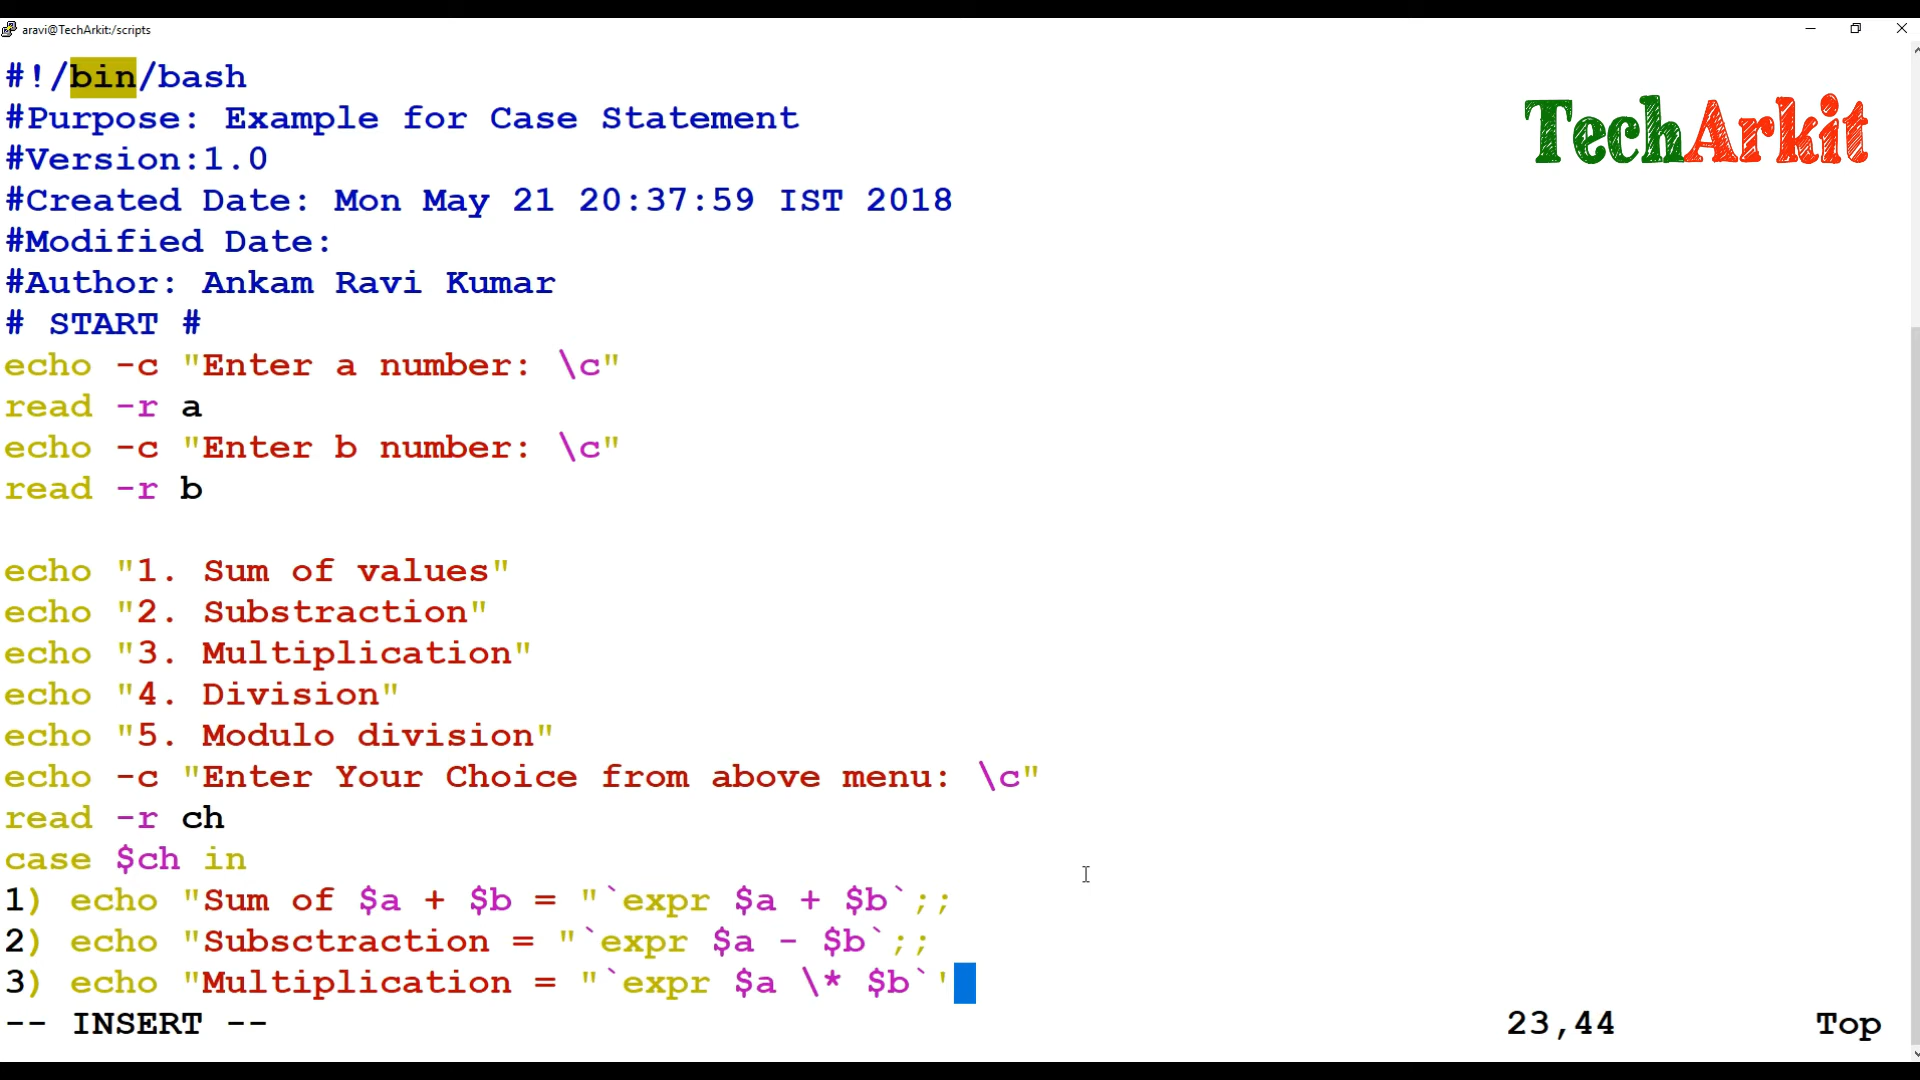 aravi@TechArkit:/scripts
#!/bin/bash
#Purpose: Example for Case Statement
#Version:1.0
#Created Date: Mon May 21 20:37:59 IST 2018
#Modified Date:
#Author: Ankam Ravi Kumar
# START #
echo -c "Enter a number: \c"
read -r a
echo -c "Enter b number: \c"
read -r b
echo "1. Sum of values"
echo "2. Substraction"
echo "3. Multiplication"
echo "4. Division"
echo "5. Modulo division"
echo -c "Enter Your Choice from above menu: \c"
read -r ch
case $ch in
1) echo "Sum of $a + $b = "`expr $a + $b`;;
2) echo "Subsctraction = "`expr $a - $b`;;
3) echo "Multiplication = "`expr $a \* $b`'
-- INSERT -- 23,44 Top
TechArkit